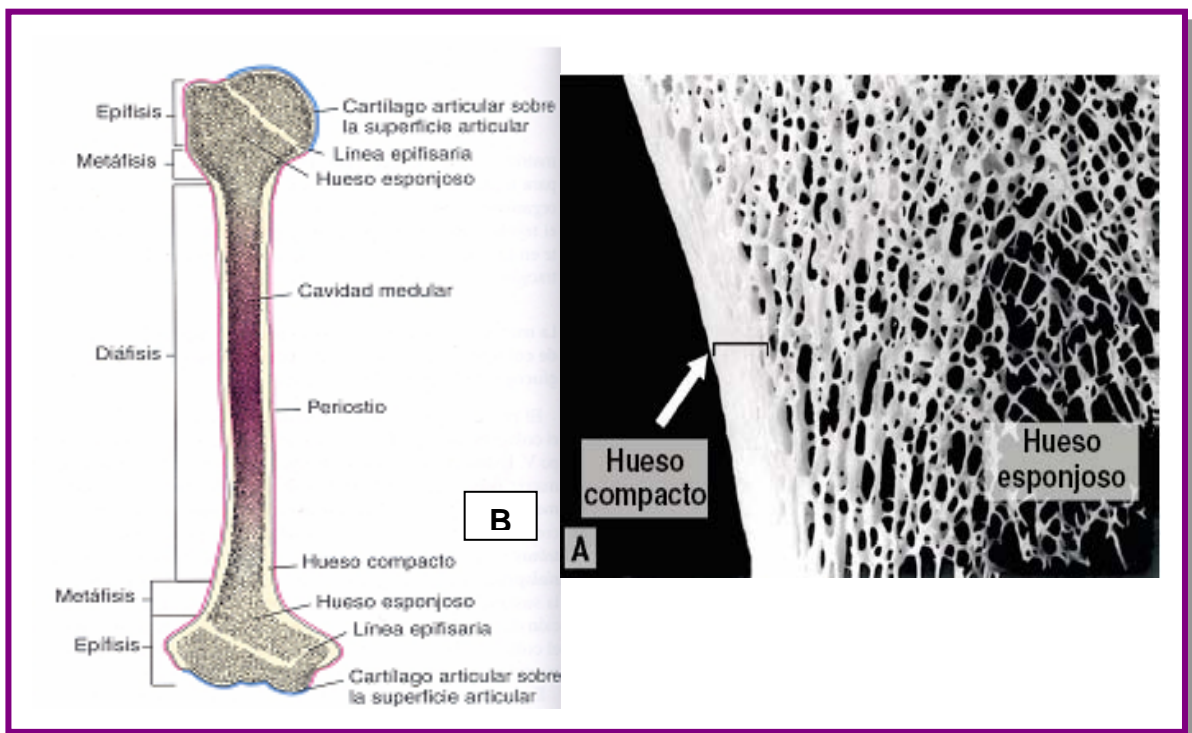 Epífisis
Metáfisis
Diáfisis
Metáfisis
Epífisis
Cartílago articular sobre
la superficie articular
Línea epifisaria
Hueso esponjoso
Cavidad medular
Periostio
Hueso compacto
Hueso esponjoso
Línea epifisaria
Cartílago articular sobre
la superficie articular
B
Hueso
compacto
A
Hueso
esponjoso